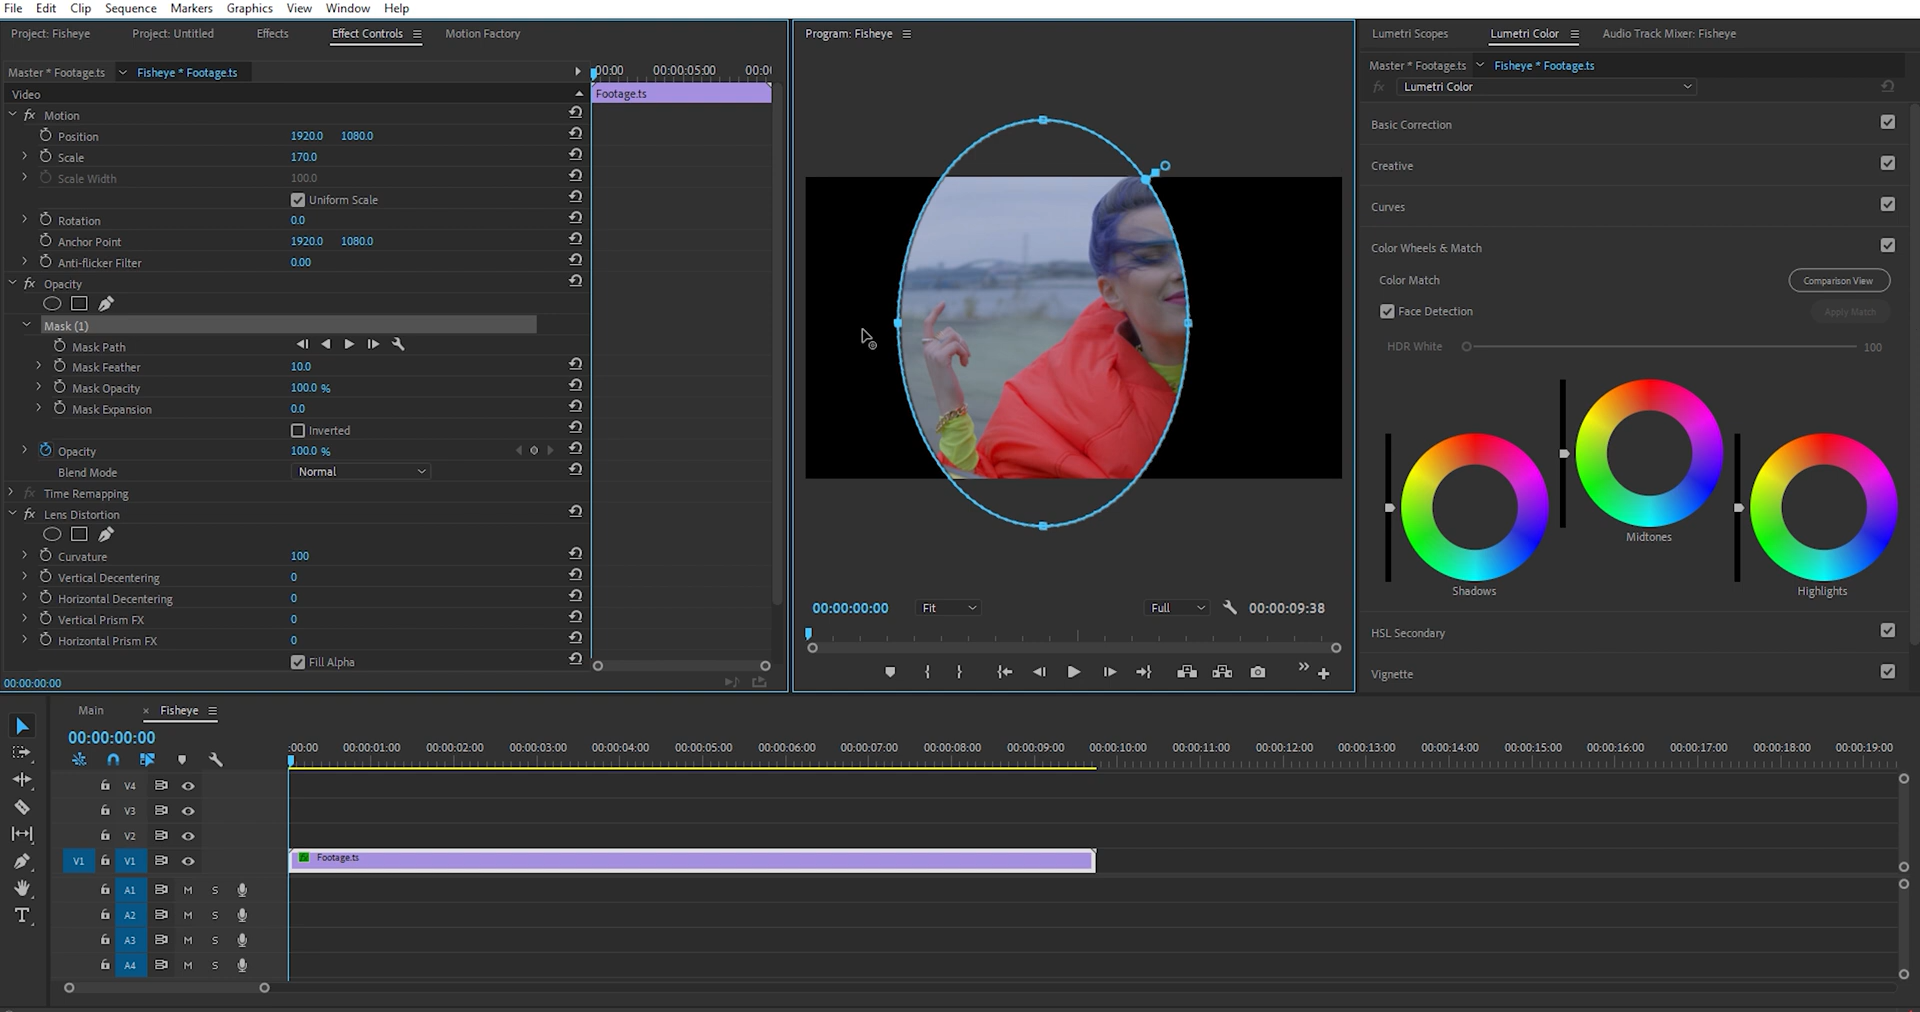 File Edit Clip Sequence Markers Graphics View Window Help
Project: Fisheye Project: Untitled Effects Effect Controls Motion Factory
Master * Footage.ts Fisheye * Footage.ts
:00:00 00:00:05:00
Video
Footage.ts
Motion
Position 1920.0 1080.0
Scale 170.0
Scale Width 100.0
Uniform Scale
Rotation 0.0
Anchor Point 1920.0 1080.0
Anti-flicker Filter 0.00
Opacity
Mask (1)
Mask Path
Mask Feather 10.0
Mask Opacity 100.0 %
Mask Expansion 0.0
Inverted
Opacity 100.0 %
Blend Mode Normal
Time Remapping
Lens Distortion
Curvature 100
Vertical Decentering 0
Horizontal Decentering 0
Vertical Prism FX 0
Horizontal Prism FX 0
Fill Alpha
00:00:00:00
Program: Fisheye
00:00:00:00 Fit Full 00:00:09:38
Lumetri Scopes Lumetri Color Audio Track Mixer: Fisheye
Master * Footage.ts Fisheye * Footage.ts
fx Lumetri Color
Basic Correction
Creative
Curves
Color Wheels & Match
Color Match Comparison View
Face Detection Apply Match
HDR White 100
Midtones
Shadows Highlights
HSL Secondary
Vignette
Main × Fisheye
00:00:00:00
:00:00 00:00:01:00 00:00:02:00 00:00:03:00 00:00:04:00 00:00:05:00 00:00:06:00 00:00:07:00 00:00:08:00 00:00:09:00 00:00:10:00 00:00:11:00 00:00:12:00 00:00:13:00 00:00:14:00 00:00:15:00 00:00:16:00 00:00:17:00 00:00:18:00 00:00:19:00
V4
V3
V2
V1 V1 Footage.ts
A1 M S
A2 M S
A3 M S
A4 M S